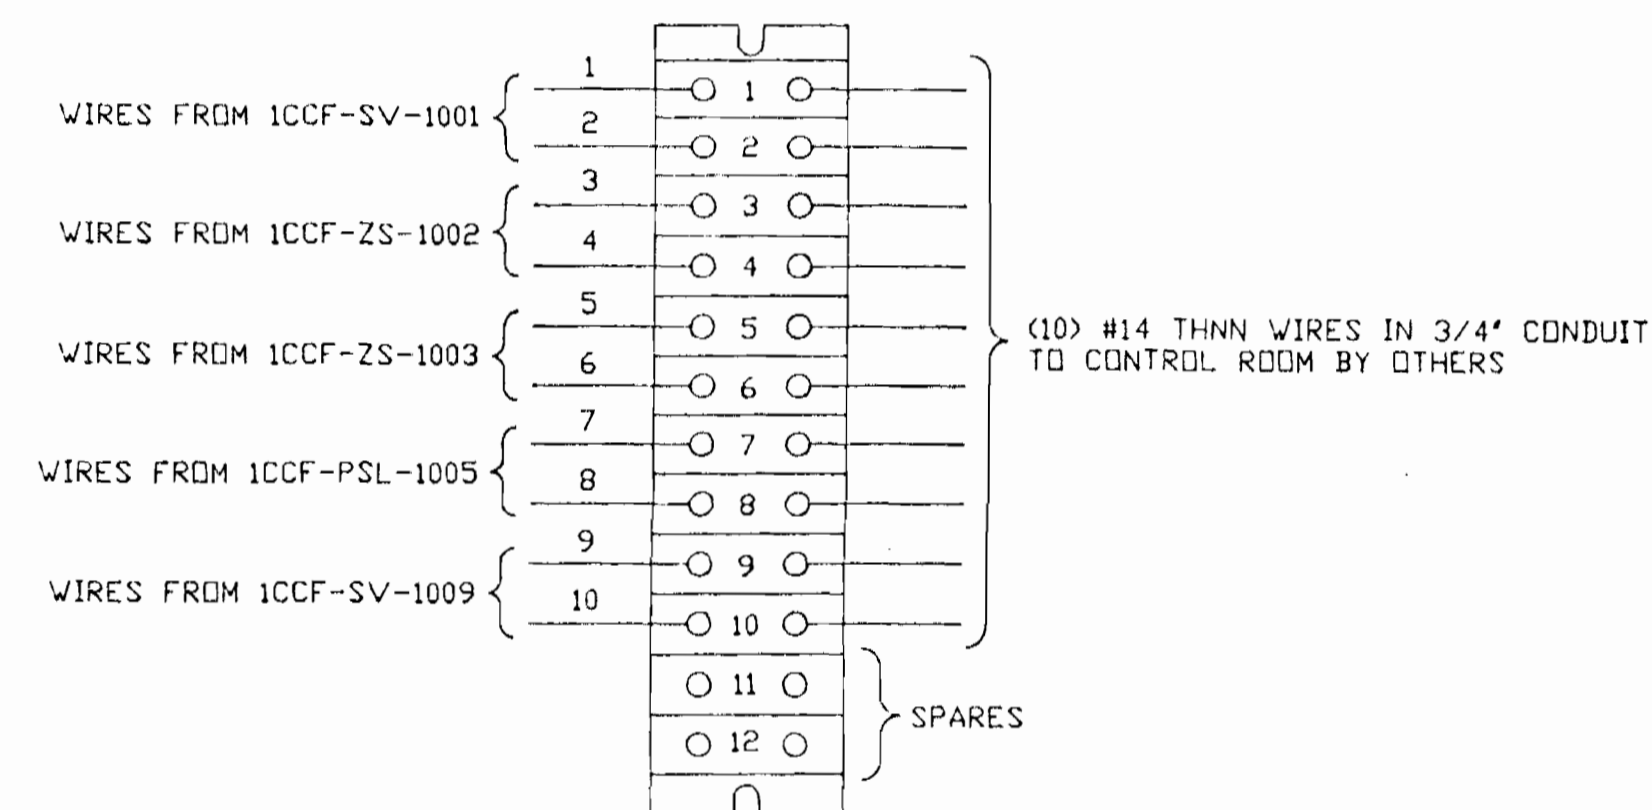 1
WIRES FROM 1CCF-SV-1001
1
2
2
3
3
WIRES FROM 1CCF-ZS-1002
4
4
5
5
(10) #14 THNN WIRES IN 3/4" CONDUIT
TO CONTROL ROOM BY OTHERS
WIRES FROM 1CCF-ZS-1003
6
6
7
7
WIRES FROM 1CCF-PSL-1005
8
8
9
9
WIRES FROM 1CCF-SV-1009
10
10
11
SPARES
12